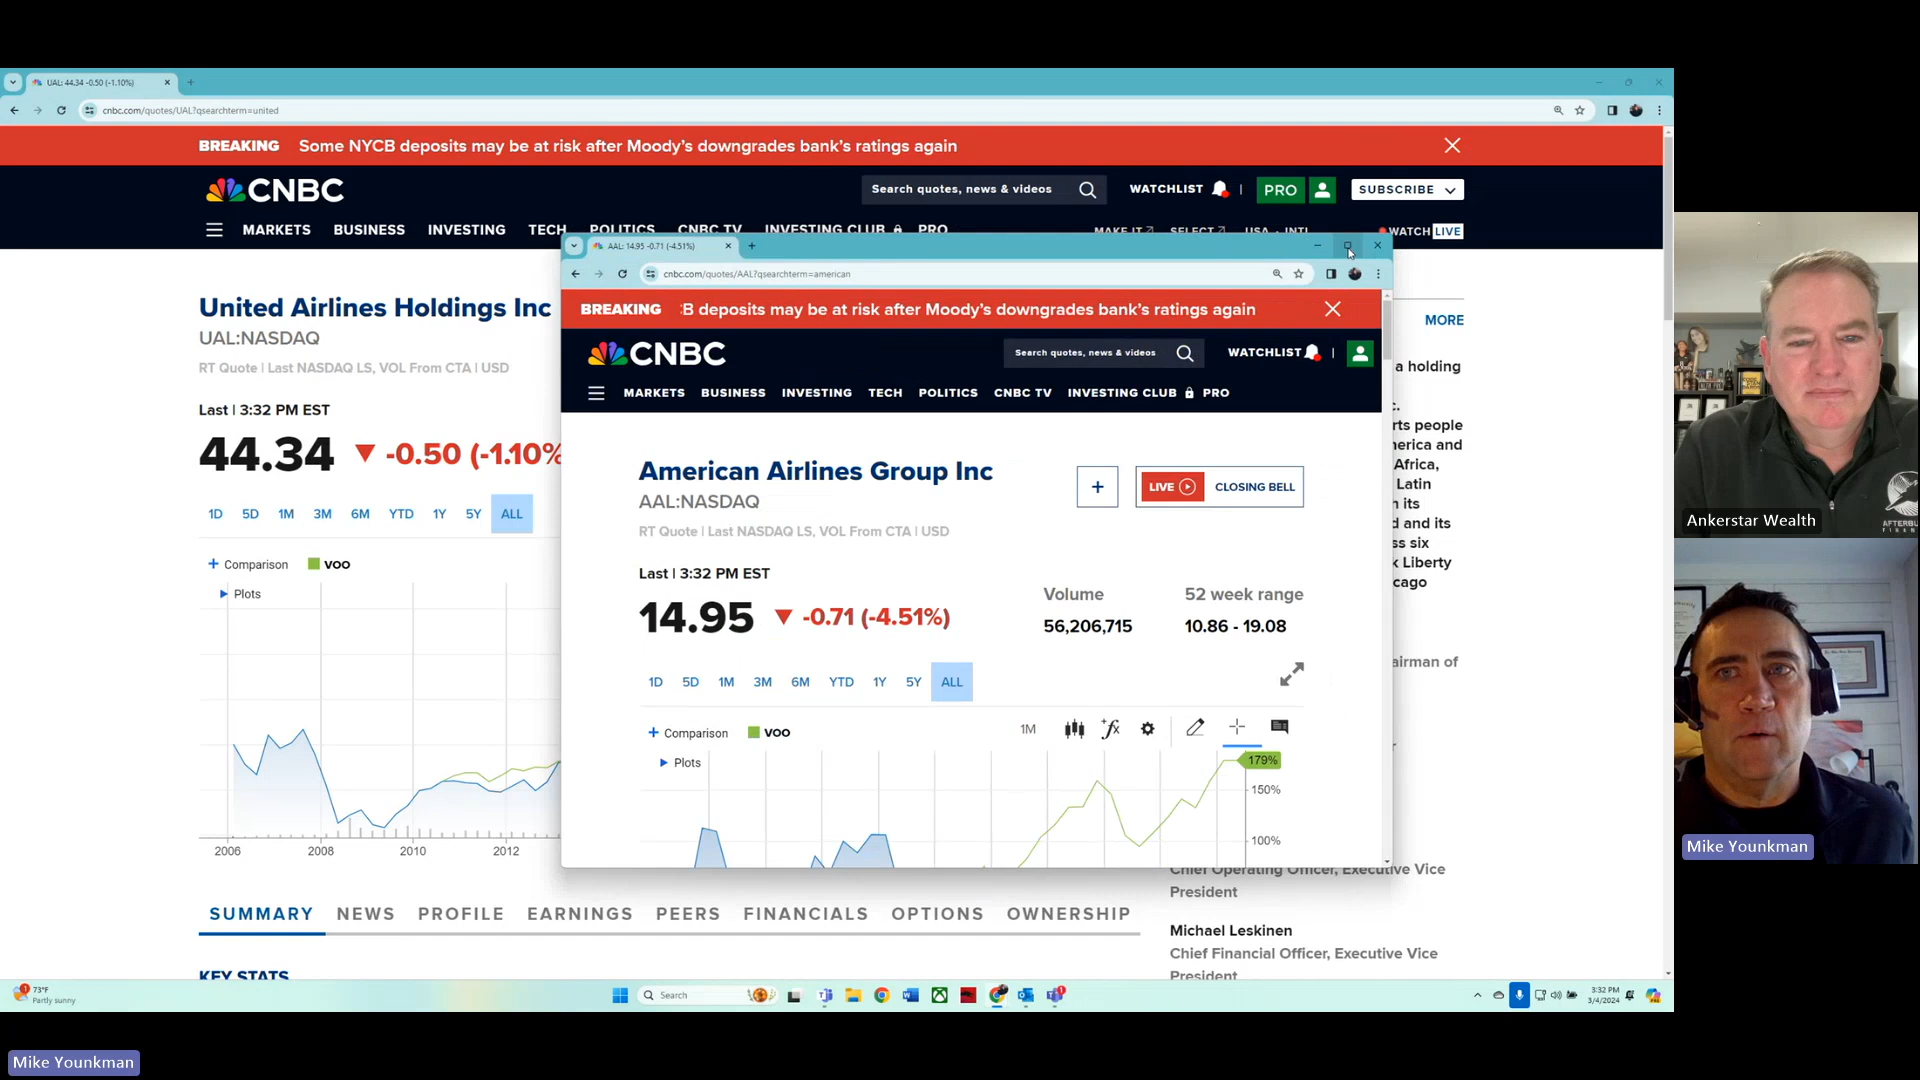 UAL: 44.34 -0.50 (-1.10%)
cnbc.com/quotes/UAL?qsearchterm=united
BREAKING Some NYCB deposits may be at risk after Moody's downgrades bank's ratings again
CNBC
Search quotes, news & videos
WATCHLIST
PRO
SUBSCRIBE
MARKETS BUSINESS INVESTING TECH POLITICS CNBC TV INVESTING CLUB PRO
MAKE IT SELECT USA INTL
WATCH LIVE
United Airlines Holdings Inc
UAL:NASDAQ
RT Quote | Last NASDAQ LS, VOL From CTA | USD
Last | 3:32 PM EST
44.34 -0.50 (-1.10%
1D 5D 1M 3M 6M YTD 1Y 5Y ALL
Comparison VOO
Plots
2006 2008 2010 2012
SUMMARY NEWS PROFILE EARNINGS PEERS FINANCIALS OPTIONS OWNERSHIP
KEY STATS
AAL: 14.95 -0.71 (-4.51%)
cnbc.com/quotes/AAL?qsearchterm=american
BREAKING B deposits may be at risk after Moody's downgrades bank's ratings again
CNBC
Search quotes, news & videos
WATCHLIST
MARKETS BUSINESS INVESTING TECH POLITICS CNBC TV INVESTING CLUB PRO
American Airlines Group Inc
AAL:NASDAQ
RT Quote | Last NASDAQ LS, VOL From CTA | USD
LIVE CLOSING BELL
Last | 3:32 PM EST
14.95 -0.71 (-4.51%)
Volume
56,206,715
52 week range
10.86 - 19.08
1D 5D 1M 3M 6M YTD 1Y 5Y ALL
Comparison VOO
1M
Plots
179%
150%
100%
MORE
a holding
rts people
erica and
Africa,
Latin
n its
d and its
ss six
k Liberty
cago
airman of
Chief Operating Officer, Executive Vice
President
Michael Leskinen
Chief Financial Officer, Executive Vice
President
Ankerstar Wealth
Mike Younkman
73°F
Partly sunny
Search
3:32 PM
3/4/2024
Mike Younkman